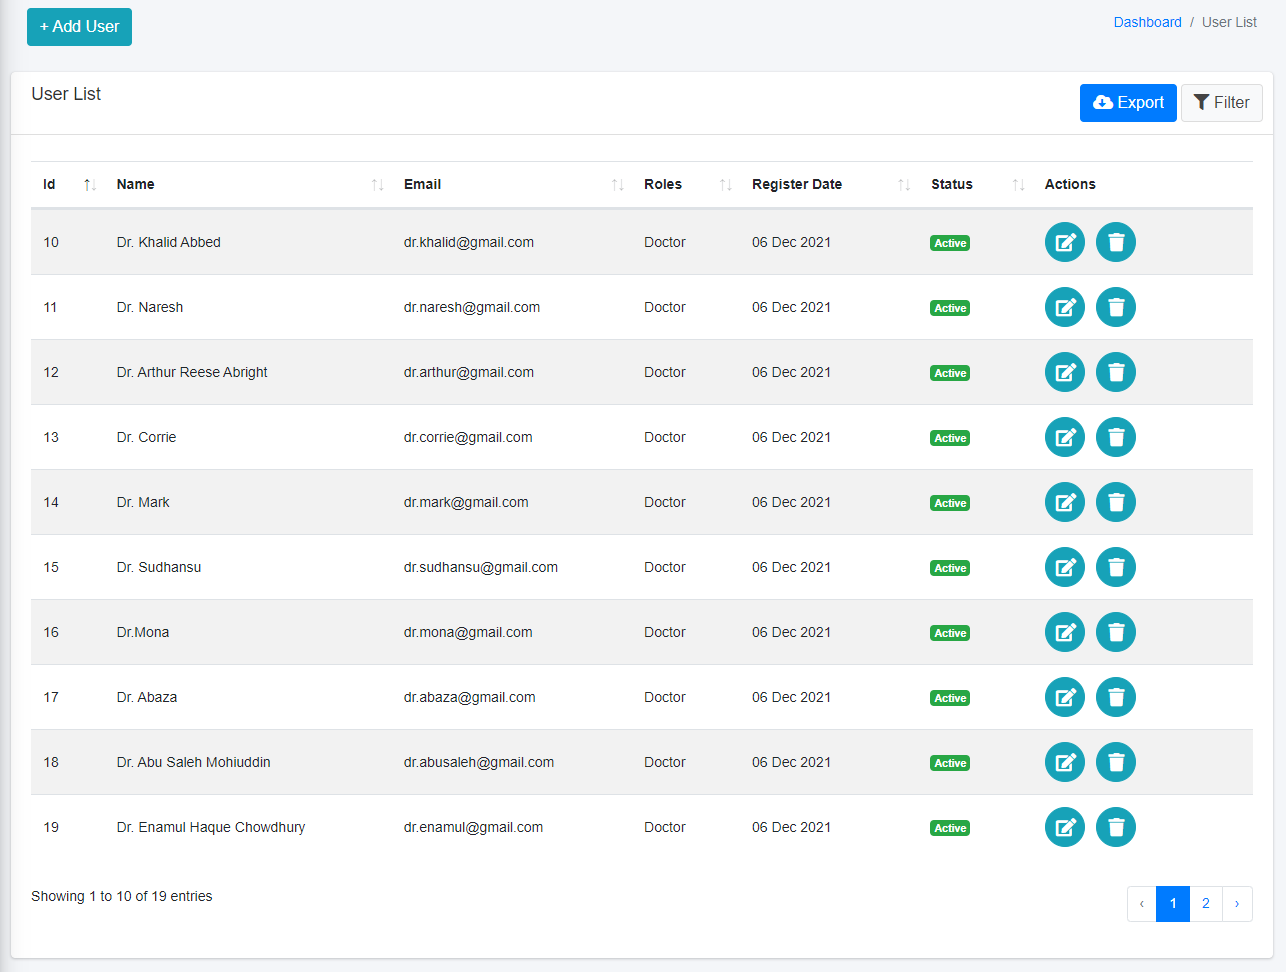 + Add User
Dashboard / User List
User List
Export Filter
Id Name Email Roles Register Date Status Actions
10 Dr. Khalid Abbed dr.khalid@gmail.com Doctor 06 Dec 2021 Active
11 Dr. Naresh dr.naresh@gmail.com Doctor 06 Dec 2021 Active
12 Dr. Arthur Reese Abright dr.arthur@gmail.com Doctor 06 Dec 2021 Active
13 Dr. Corrie dr.corrie@gmail.com Doctor 06 Dec 2021 Active
14 Dr. Mark dr.mark@gmail.com Doctor 06 Dec 2021 Active
15 Dr. Sudhansu dr.sudhansu@gmail.com Doctor 06 Dec 2021 Active
16 Dr.Mona dr.mona@gmail.com Doctor 06 Dec 2021 Active
17 Dr. Abaza dr.abaza@gmail.com Doctor 06 Dec 2021 Active
18 Dr. Abu Saleh Mohiuddin dr.abusaleh@gmail.com Doctor 06 Dec 2021 Active
19 Dr. Enamul Haque Chowdhury dr.enamul@gmail.com Doctor 06 Dec 2021 Active
Showing 1 to 10 of 19 entries
‹ 1 2 ›